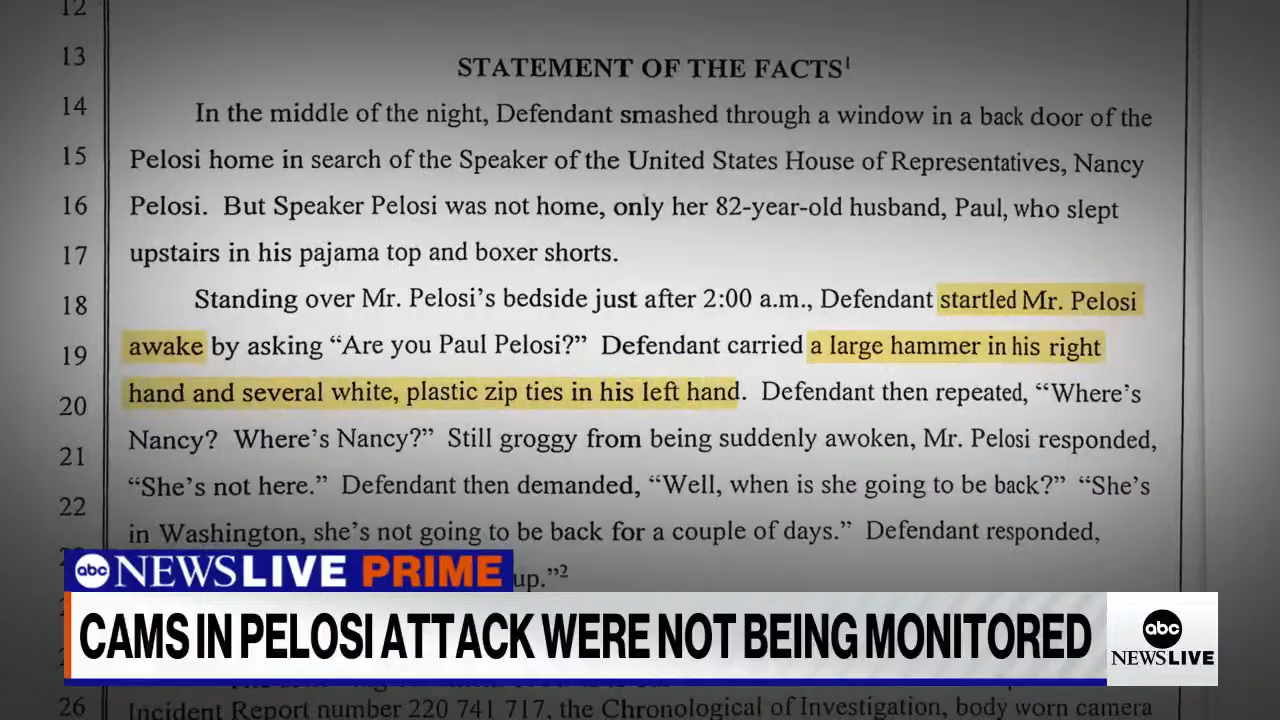 12
13
STATEMENT OF THE FACTS¹
14 In the middle of the night, Defendant smashed through a window in a back door of the
15 Pelosi home in search of the Speaker of the United States House of Representatives, Nancy
16 Pelosi. But Speaker Pelosi was not home, only her 82-year-old husband, Paul, who slept
17 upstairs in his pajama top and boxer shorts.
18 Standing over Mr. Pelosi’s bedside just after 2:00 a.m., Defendant startled Mr. Pelosi
19 awake by asking “Are you Paul Pelosi?” Defendant carried a large hammer in his right
20 hand and several white, plastic zip ties in his left hand. Defendant then repeated, “Where’s
21 Nancy? Where’s Nancy?” Still groggy from being suddenly awoken, Mr. Pelosi responded,
22 “She’s not here.” Defendant then demanded, “Well, when is she going to be back?” “She’s
in Washington, she’s not going to be back for a couple of days.” Defendant responded,
up.”²
abc NEWS LIVE PRIME
CAMS IN PELOSI ATTACK WERE NOT BEING MONITORED
abc
NEWS LIVE
26 Incident Report number 220 741 717, the Chronological of Investigation, body worn camera